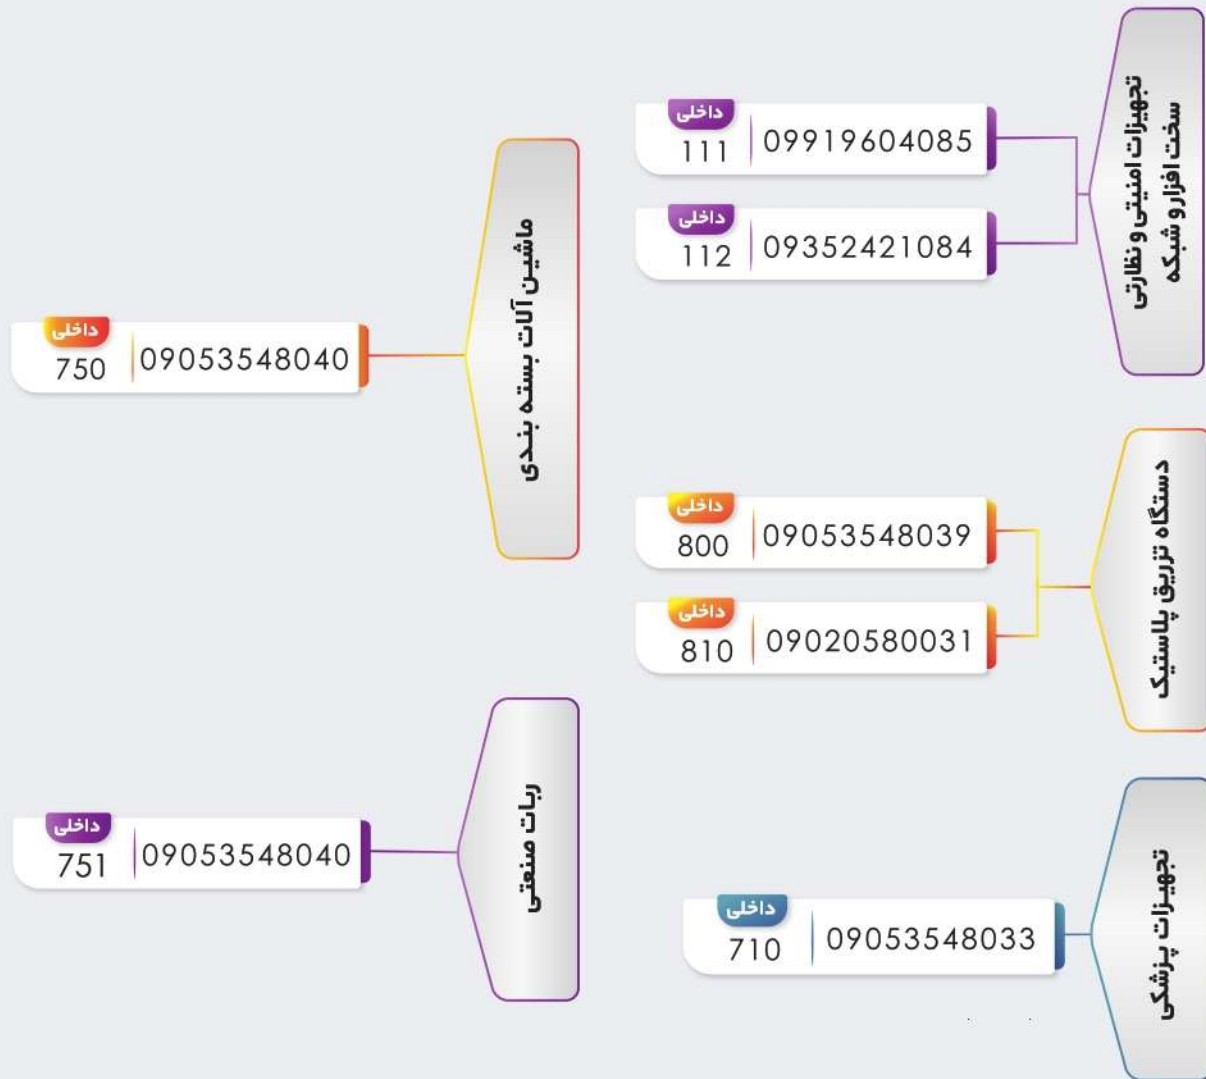 تجهیزات امنیتی و نظارتی
سخت افزار و شبکه
داخلی
111
09919604085
داخلی
112
09352421084
دستگاه تزریق پلاستیک
داخلی
800
09053548039
داخلی
810
09020580031
تجهیزات پزشکی
داخلی
710
09053548033
ماشین آلات بسته بندی
داخلی
750
09053548040
ربات صنعتی
داخلی
751
09053548040